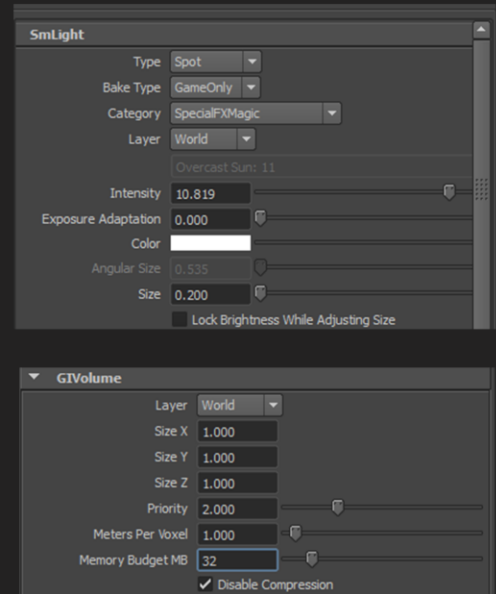 SmLight
Type Spot
Bake Type GameOnly
Category SpecialFXMagic
Layer World
Overcast Sun: 11
Intensity 10.819
Exposure Adaptation 0.000
Color
Angular Size 0.535
Size 0.200
Lock Brightness While Adjusting Size
GIVolume
Layer World
Size X 1.000
Size Y 1.000
Size Z 1.000
Priority 2.000
Meters Per Voxel 1.000
Memory Budget MB 32
Disable Compression